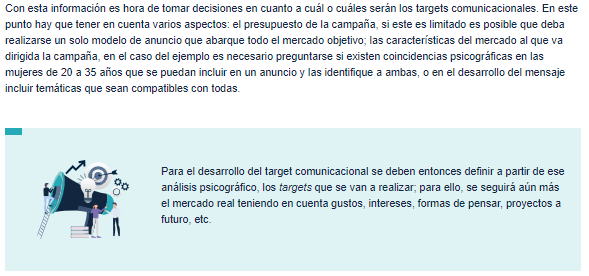 Con esta información es hora de tomar decisiones en cuanto a cuál o cuáles serán los targets comunicacionales. En este
punto hay que tener en cuenta varios aspectos: el presupuesto de la campaña, si este es limitado es posible que deba
realizarse un solo modelo de anuncio que abarque todo el mercado objetivo; las características del mercado al que va
dirigida la campaña, en el caso del ejemplo es necesario preguntarse si existen coincidencias psicográficas en las
mujeres de 20 a 35 años que se puedan incluir en un anuncio y las identifique a ambas, o en el desarrollo del mensaje
incluir temáticas que sean compatibles con todas.
Para el desarrollo del target comunicacional se deben entonces definir a partir de ese
análisis psicográfico, los targets que se van a realizar; para ello, se seguirá aún más
el mercado real teniendo en cuenta gustos, intereses, formas de pensar, proyectos a
futuro, etc.